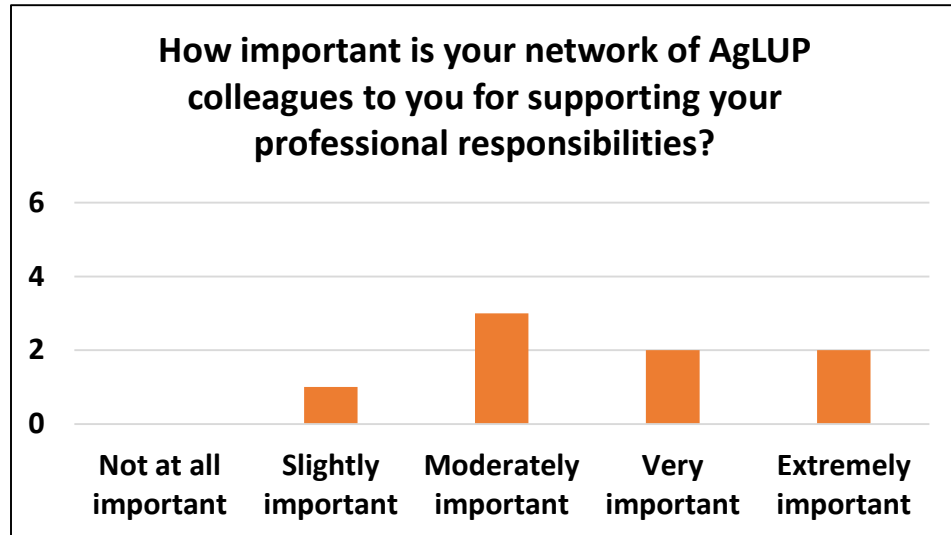 How important is your network of AgLUP
colleagues to you for supporting your
professional responsibilities?
6
4
2
0
Not at all important
Slightly important
Moderately important
Very important
Extremely important